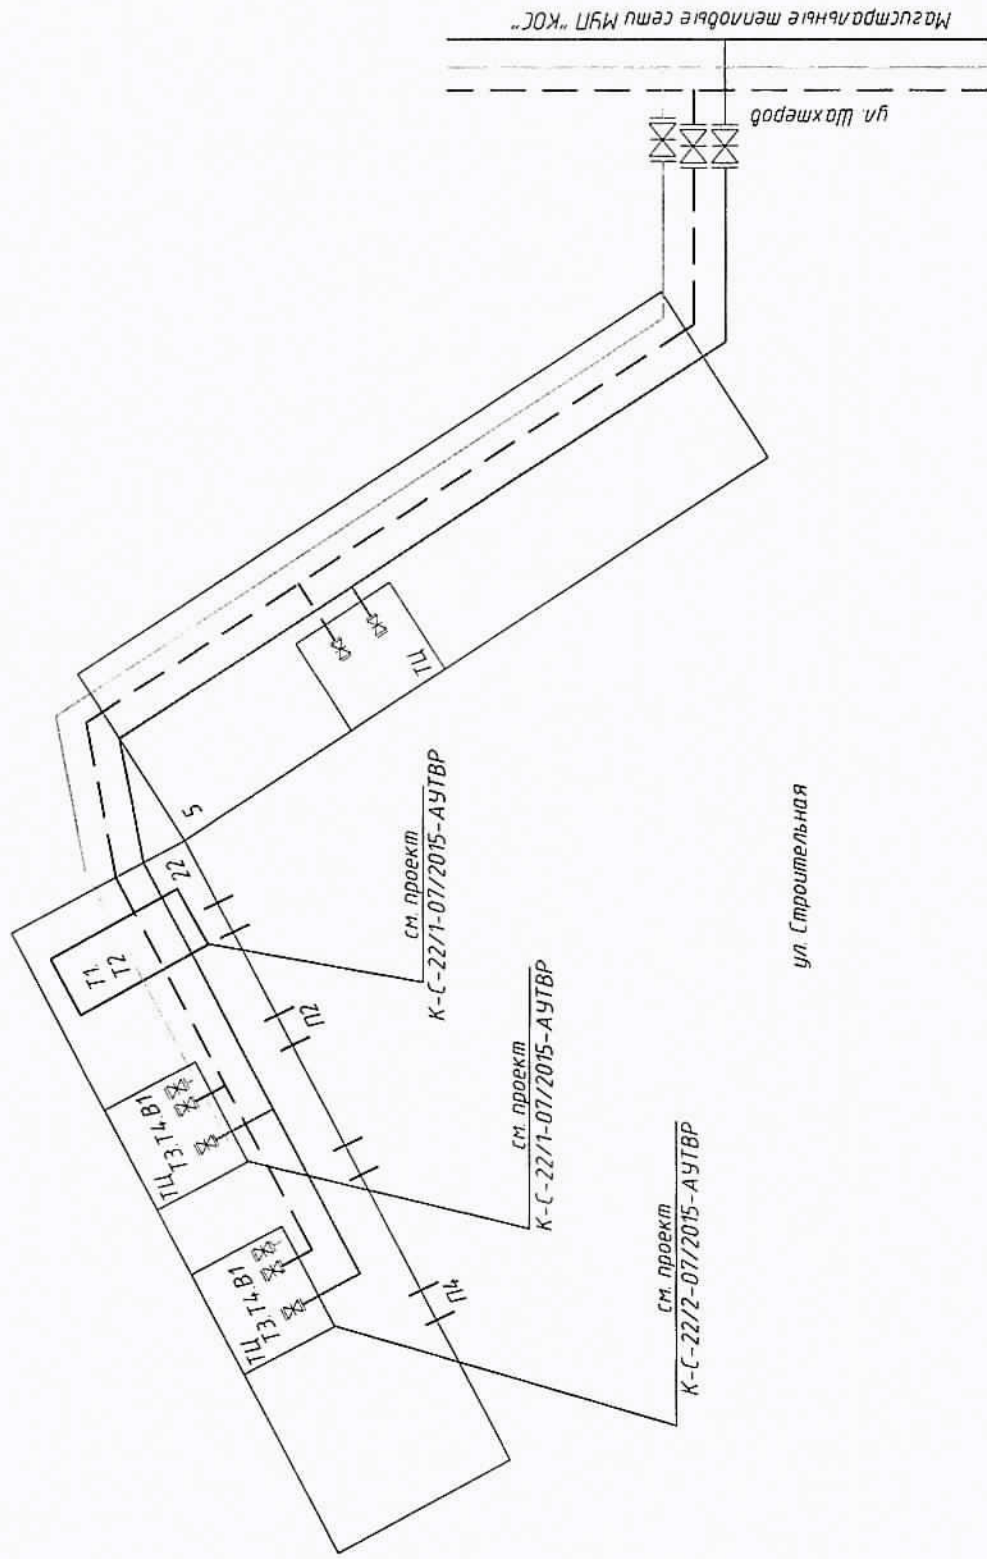 Магистральные тепловые сети МУП "КОС"
ул. Шахтеров
ТЦ
5
22
Т1.
Т2
см. проект
К-С-22/1-07/2015-АУТВР
П2
ТЦ
Т3.Т4.В1
см. проект
К-С-22/1-07/2015-АУТВР
ТЦ
Т3.Т4.В1
П4
см. проект
К-С-22/2-07/2015-АУТВР
ул. Строительная